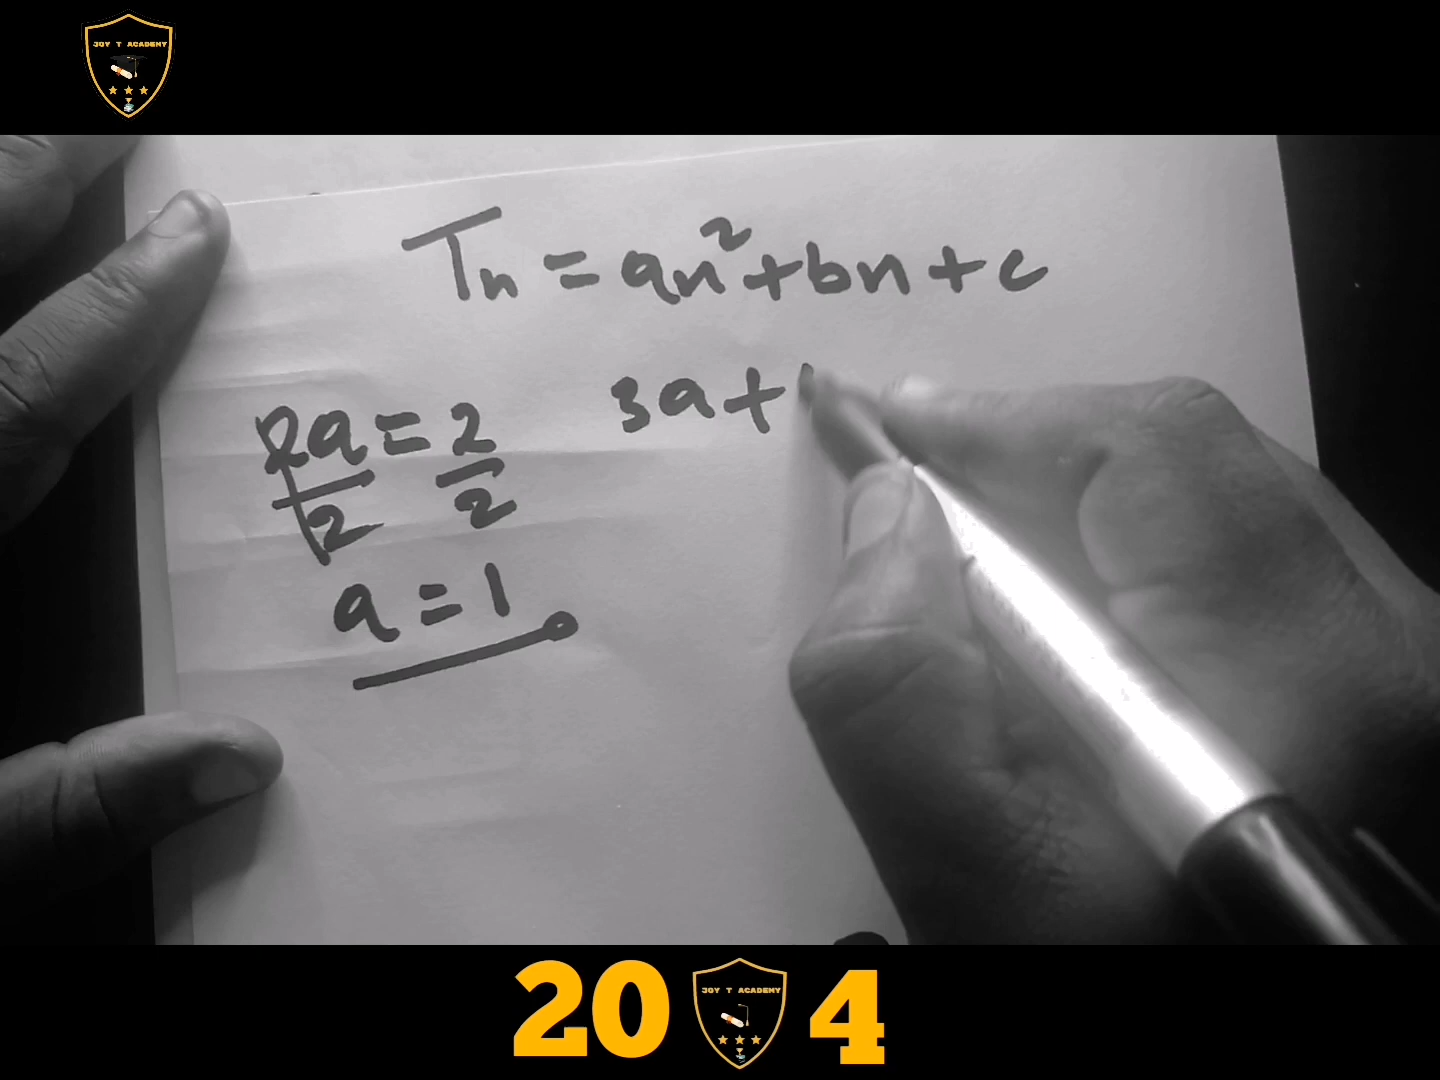 JOY T ACADEMY
Tn = an²+bn+c
2a = 2
2 2
a = 1
3a+
20 4
JOY T ACADEMY